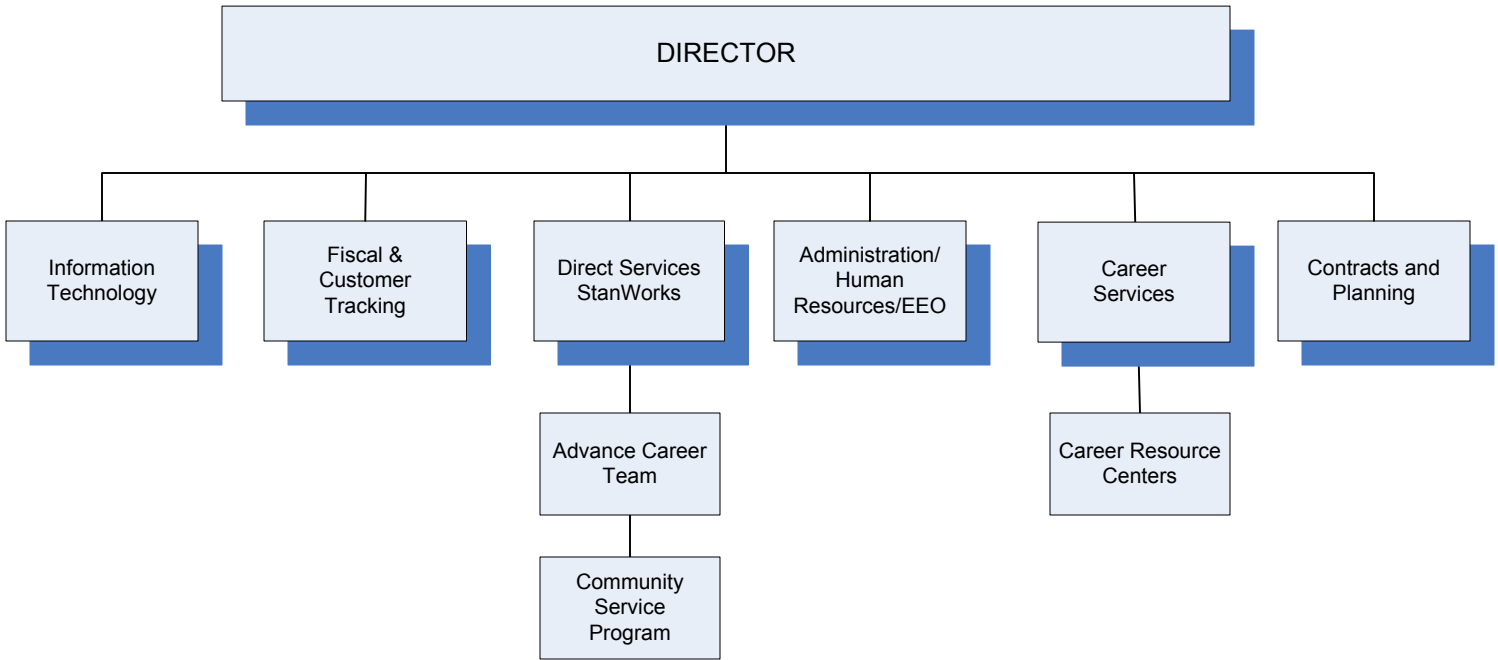 DIRECTOR
Information
Technology
Fiscal &
Customer
Tracking
Direct Services
StanWorks
Administration/
Human
Resources/EEO
Career
Services
Contracts and
Planning
Advance Career
Team
Career Resource
Centers
Community
Service
Program